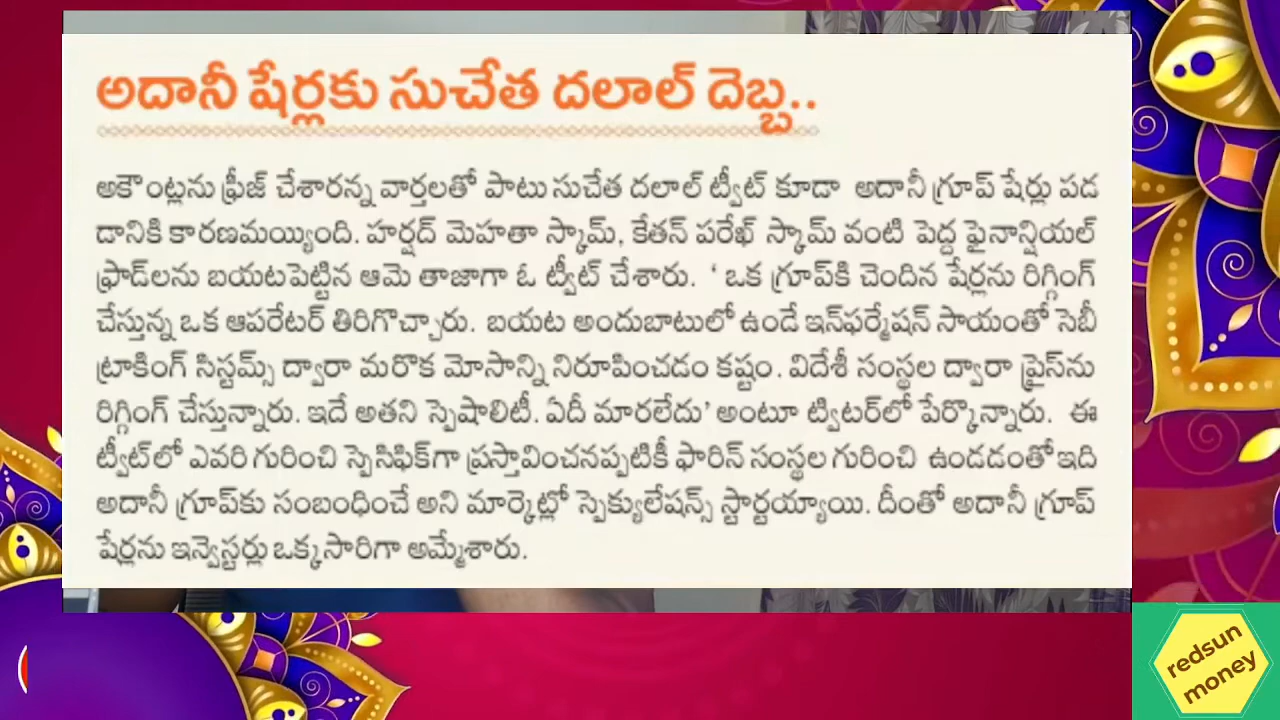 అదానీ షేర్లకు సుచేత దలాల్ దెబ్బ..
అకౌంట్లను ఫ్రీజ్ చేశారన్న వార్తలతో పాటు సుచేత దలాల్ ట్వీట్ కూడా అదానీ గ్రూప్ షేర్లు పడ
డానికి కారణమయ్యింది. హర్షద్ మెహతా స్కామ్, కేతన్ పరేఖ్ స్కామ్ వంటి పెద్ద ఫైనాన్షియల్
ఫ్రాడ్‌లను బయటపెట్టిన ఆమె తాజాగా ఓ ట్వీట్ చేశారు. ‘ ఒక గ్రూప్‌కి చెందిన షేర్లను రిగ్గింగ్
చేస్తున్న ఒక ఆపరేటర్ తిరిగొచ్చారు. బయట అందుబాటులో ఉండే ఇన్‌ఫర్మేషన్ సాయంతో సెబీ
ట్రాకింగ్ సిస్టమ్స్ ద్వారా మరొక మోసాన్ని నిరూపించడం కష్టం. విదేశీ సంస్థల ద్వారా ప్రైస్‌ను
రిగ్గింగ్ చేస్తున్నారు. ఇదే అతని స్పెషాలిటీ. ఏదీ మారలేదు’ అంటూ ట్విటర్‌లో పేర్కొన్నారు. ఈ
ట్వీట్‌లో ఎవరి గురించి స్పెసిఫిక్‌గా ప్రస్తావించనప్పటికీ ఫారిన్ సంస్థల గురించి ఉండడంతో ఇది
అదానీ గ్రూప్‌కు సంబంధించే అని మార్కెట్లో స్పెక్యులేషన్స్ స్టార్టయ్యాయి. దీంతో అదానీ గ్రూప్
షేర్లను ఇన్వెస్టర్లు ఒక్కసారిగా అమ్మేశారు.
redsun
money